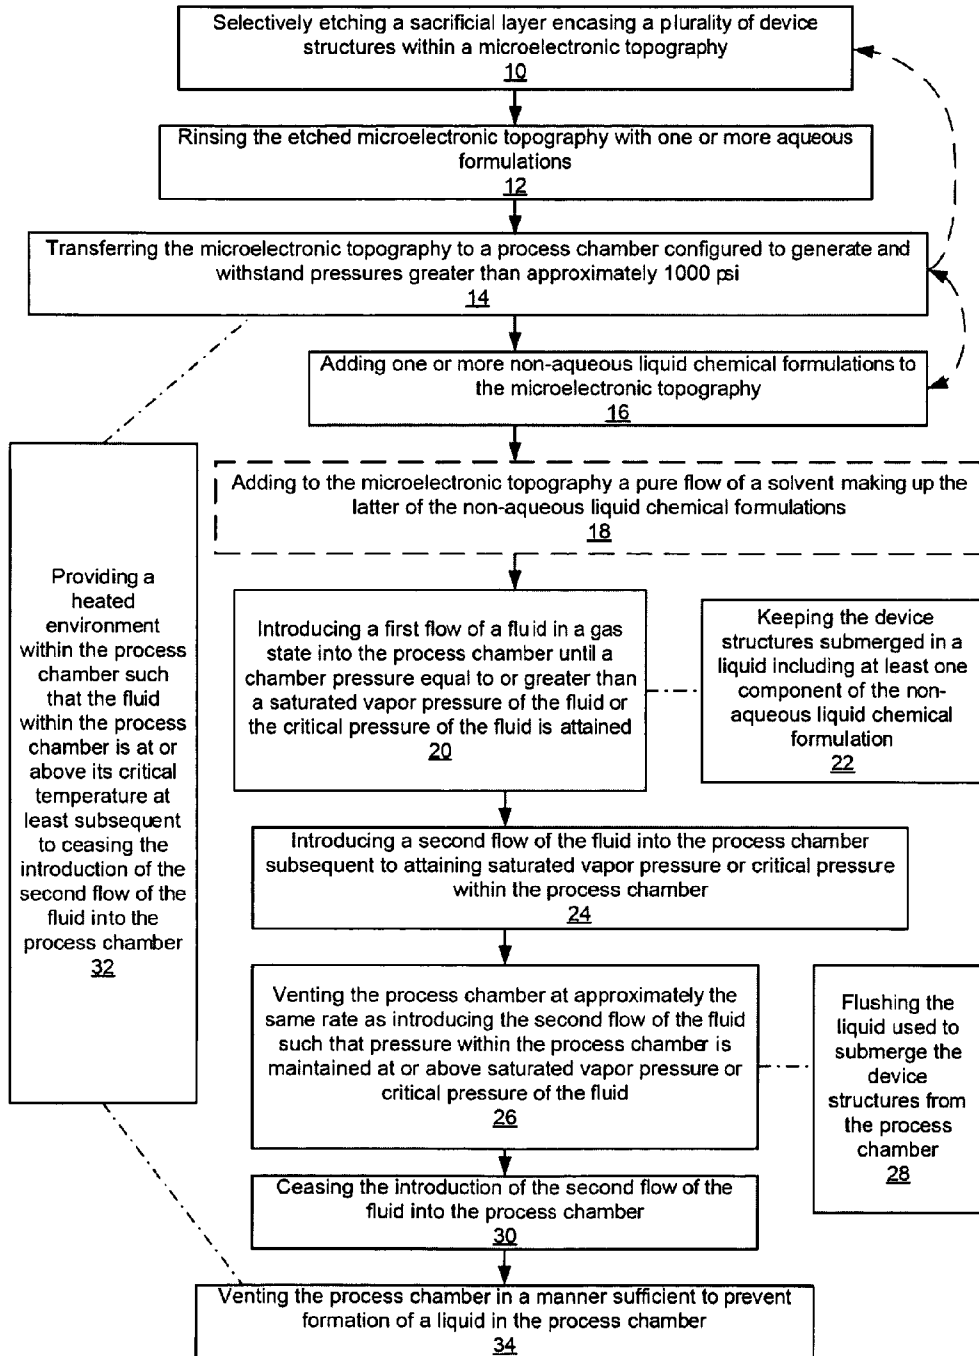 Selectively etching a sacrificial layer encasing a plurality of device
structures within a microelectronic topography
10
Rinsing the etched microelectronic topography with one or more aqueous
formulations
12
Transferring the microelectronic topography to a process chamber configured to generate and
withstand pressures greater than approximately 1000 psi
14
Adding one or more non-aqueous liquid chemical formulations to
the microelectronic topography
16
Adding to the microelectronic topography a pure flow of a solvent making up the
latter of the non-aqueous liquid chemical formulations
18
Introducing a first flow of a fluid in a gas
state into the process chamber until a
chamber pressure equal to or greater than
a saturated vapor pressure of the fluid or
the critical pressure of the fluid is attained
20
Keeping the device
structures submerged in a
liquid including at least one
component of the non-
aqueous liquid chemical
formulation
22
Introducing a second flow of the fluid into the process chamber
subsequent to attaining saturated vapor pressure or critical pressure
within the process chamber
24
Venting the process chamber at approximately the
same rate as introducing the second flow of the fluid
such that pressure within the process chamber is
maintained at or above saturated vapor pressure or
critical pressure of the fluid
26
Flushing the
liquid used to
submerge the
device
structures from
the process
chamber
28
Ceasing the introduction of the second flow of the
fluid into the process chamber
30
Providing a
heated
environment
within the process
chamber such
that the fluid
within the process
chamber is at or
above its critical
temperature at
least subsequent
to ceasing the
introduction of the
second flow of the
fluid into the
process chamber
32
Venting the process chamber in a manner sufficient to prevent
formation of a liquid in the process chamber
34